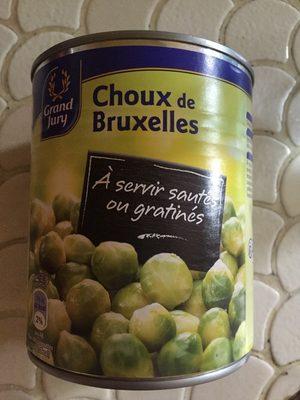 Grand
Jury
Choux de
Bruxelles
À servir sautés
ou gratinés